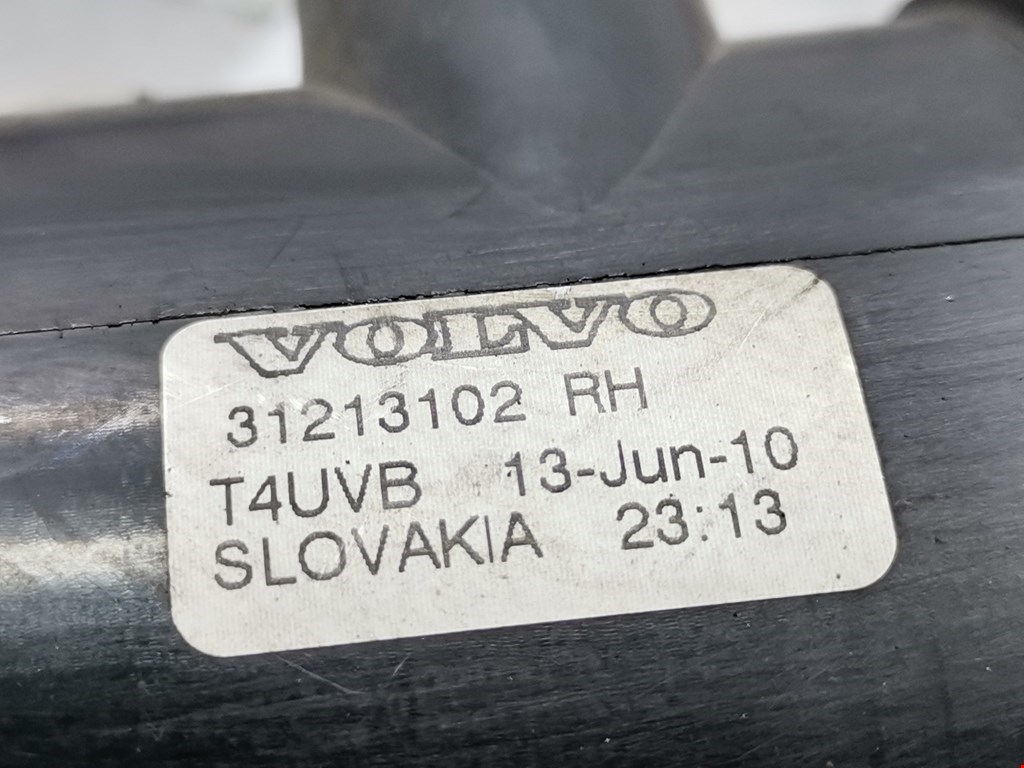 VOLVO
31213102 RH
T4UVB 13-Jun-10
SLOVAKIA 23:13